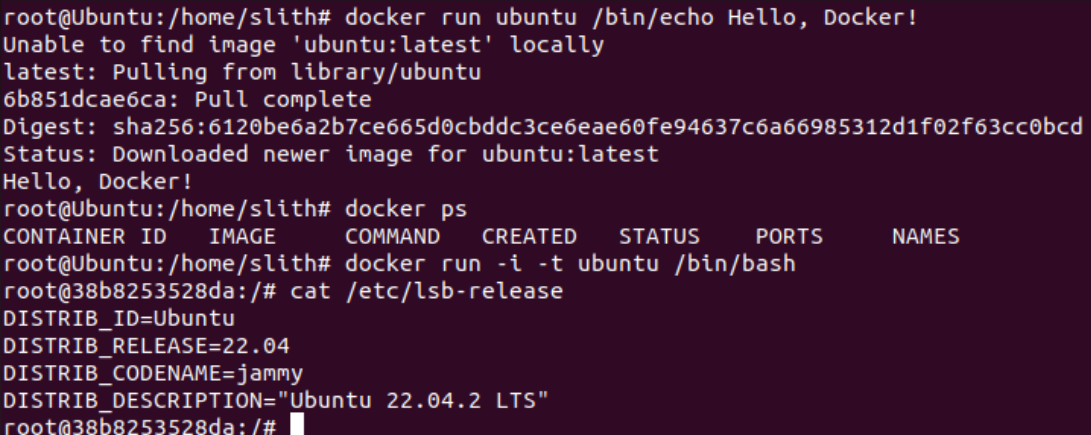 root@Ubuntu:/home/slith# docker run ubuntu /bin/echo Hello, Docker!
Unable to find image 'ubuntu:latest' locally
latest: Pulling from library/ubuntu
6b851dcae6ca: Pull complete
Digest: sha256:6120be6a2b7ce665d0cbddc3ce6eae60fe94637c6a66985312d1f02f63cc0bcd
Status: Downloaded newer image for ubuntu:latest
Hello, Docker!
root@Ubuntu:/home/slith# docker ps
CONTAINER ID   IMAGE     COMMAND   CREATED   STATUS    PORTS     NAMES
root@Ubuntu:/home/slith# docker run -i -t ubuntu /bin/bash
root@38b8253528da:/# cat /etc/lsb-release
DISTRIB_ID=Ubuntu
DISTRIB_RELEASE=22.04
DISTRIB_CODENAME=jammy
DISTRIB_DESCRIPTION="Ubuntu 22.04.2 LTS"
root@38b8253528da:/#